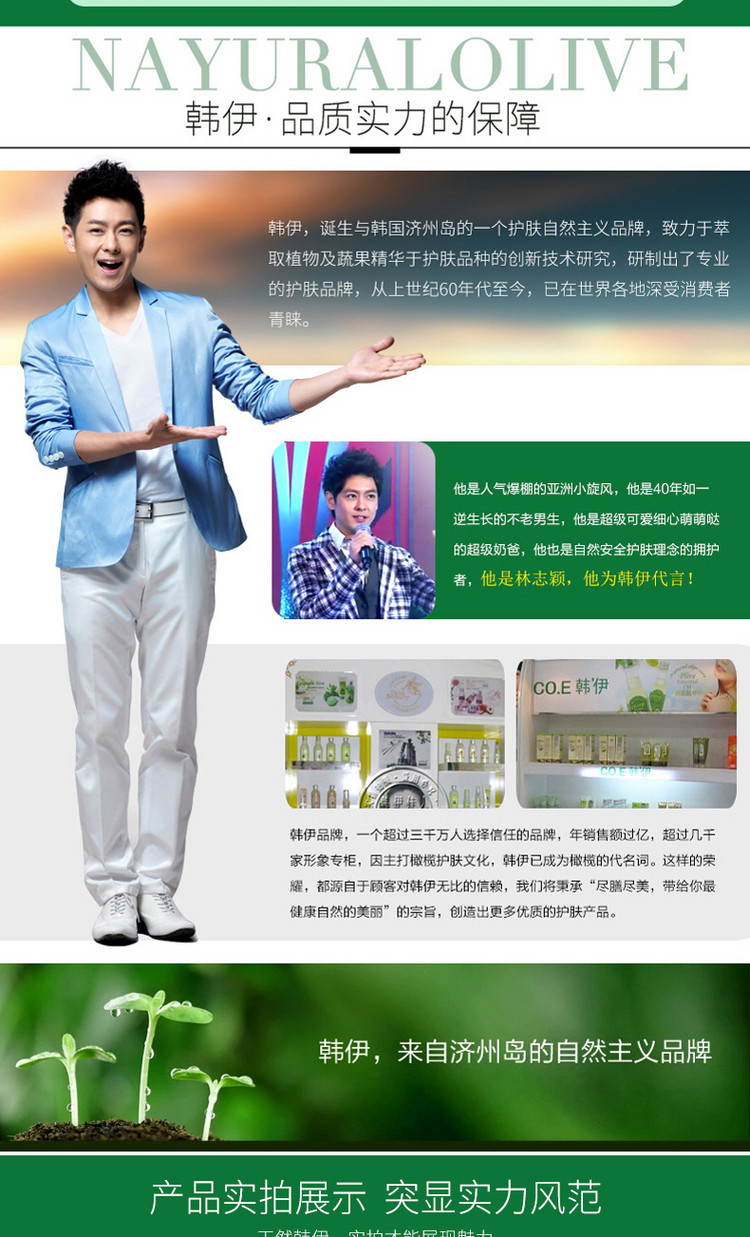 NAYURALOLIVE
韩伊·品质实力的保障
韩伊，诞生与韩国济州岛的一个护肤自然主义品牌，致力于萃
取植物及蔬果精华于护肤品种的创新技术研究，研制出了专业
的护肤品牌，从上世纪60年代至今，已在世界各地深受消费者
青睐。
他是人气爆棚的亚洲小旋风，他是40年如一
逆生长的不老男生，他是超级可爱细心萌萌哒
的超级奶爸，他也是自然安全护肤理念的拥护
者，他是林志颖，他为韩伊代言！
CO.E 韩伊
CO.E 韩伊
韩伊品牌，一个超过三千万人选择信任的品牌，年销售额过亿，超过几千
家形象专柜，因主打橄榄护肤文化，韩伊已成为橄榄的代名词。这样的荣
耀，都源自于顾客对韩伊无比的信赖，我们将秉承“尽膳尽美，带给你最
健康自然的美丽”的宗旨，创造出更多优质的护肤产品。
韩伊，来自济州岛的自然主义品牌
产品实拍展示 突显实力风范